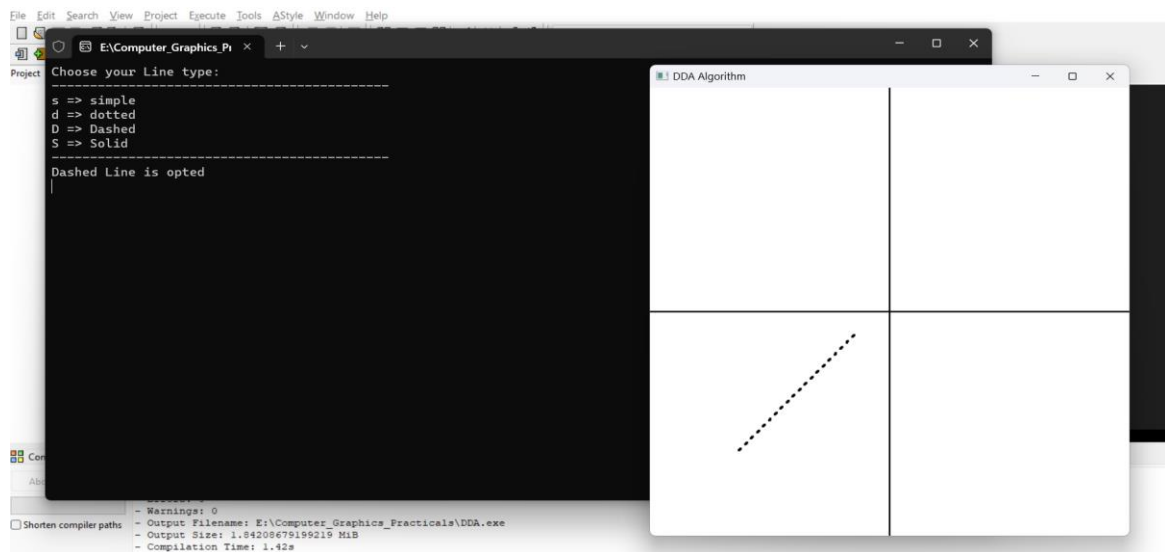 File Edit Search View Project Execute Tools AStyle Window Help
E:\Computer_Graphics_Pr
Project
Choose your Line type:
s => simple
d => dotted
D => Dashed
S => Solid
Dashed Line is opted
DDA Algorithm
Com
Abo
- Warnings: 0
Shorten compiler paths
- Output Filename: E:\Computer_Graphics_Practicals\DDA.exe
- Output Size: 1.84208679199219 MiB
- Compilation Time: 1.42s